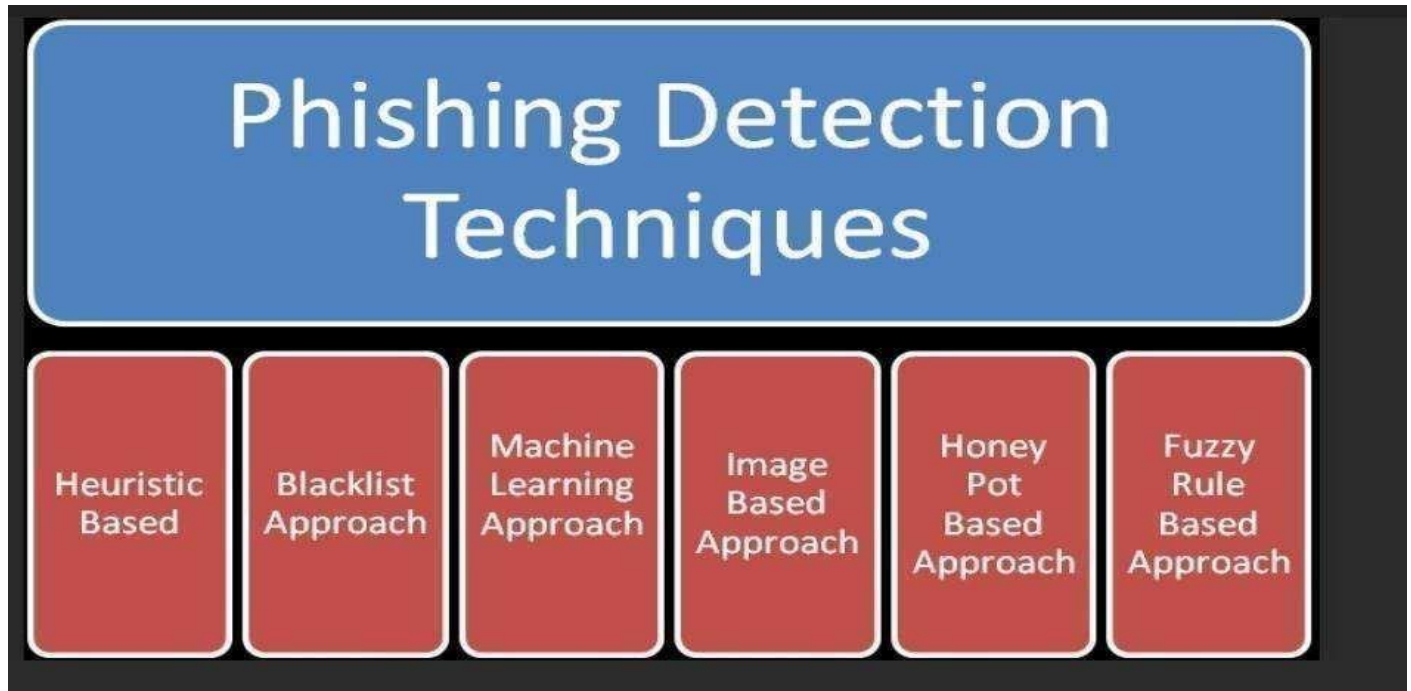 Phishing Detection
Techniques
Heuristic
Based
Blacklist
Approach
Machine
Learning
Approach
Image
Based
Approach
Honey
Pot
Based
Approach
Fuzzy
Rule
Based
Approach